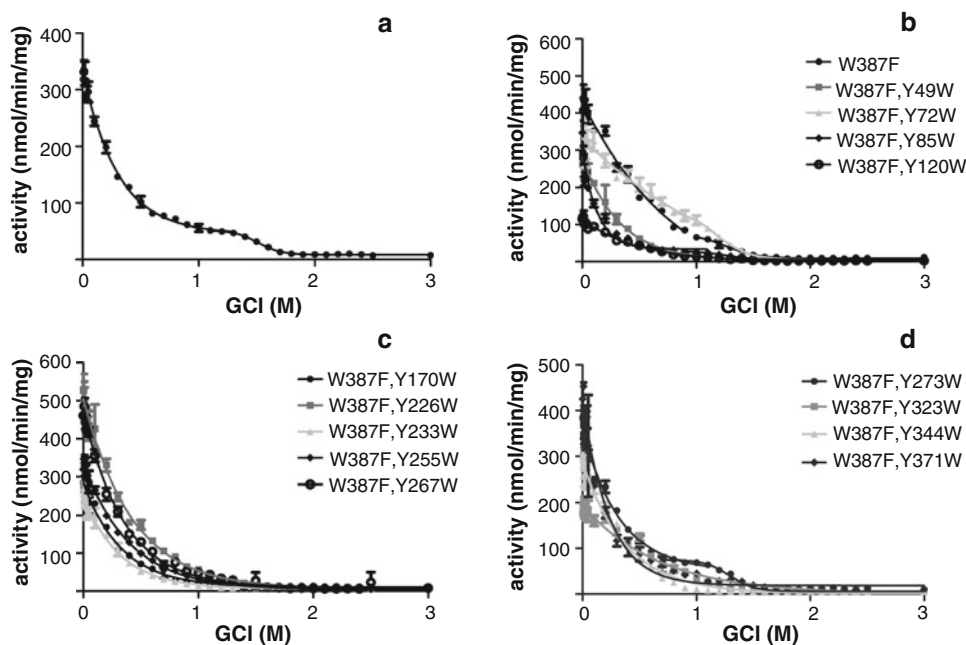 a
activity (nmol/min/mg)
400
300
200
100
0
1
2
3
GCl (M)
b
activity (nmol/min/mg)
600
500
400
300
200
100
0
1
2
3
GCl (M)
W387F
W387F,Y49W
W387F,Y72W
W387F,Y85W
W387F,Y120W
c
activity (nmol/min/mg)
600
500
400
300
200
100
0
1
2
3
GCl (M)
W387F,Y170W
W387F,Y226W
W387F,Y233W
W387F,Y255W
W387F,Y267W
d
activity (nmol/min/mg)
500
400
300
200
100
0
1
2
3
GCl (M)
W387F,Y273W
W387F,Y323W
W387F,Y344W
W387F,Y371W